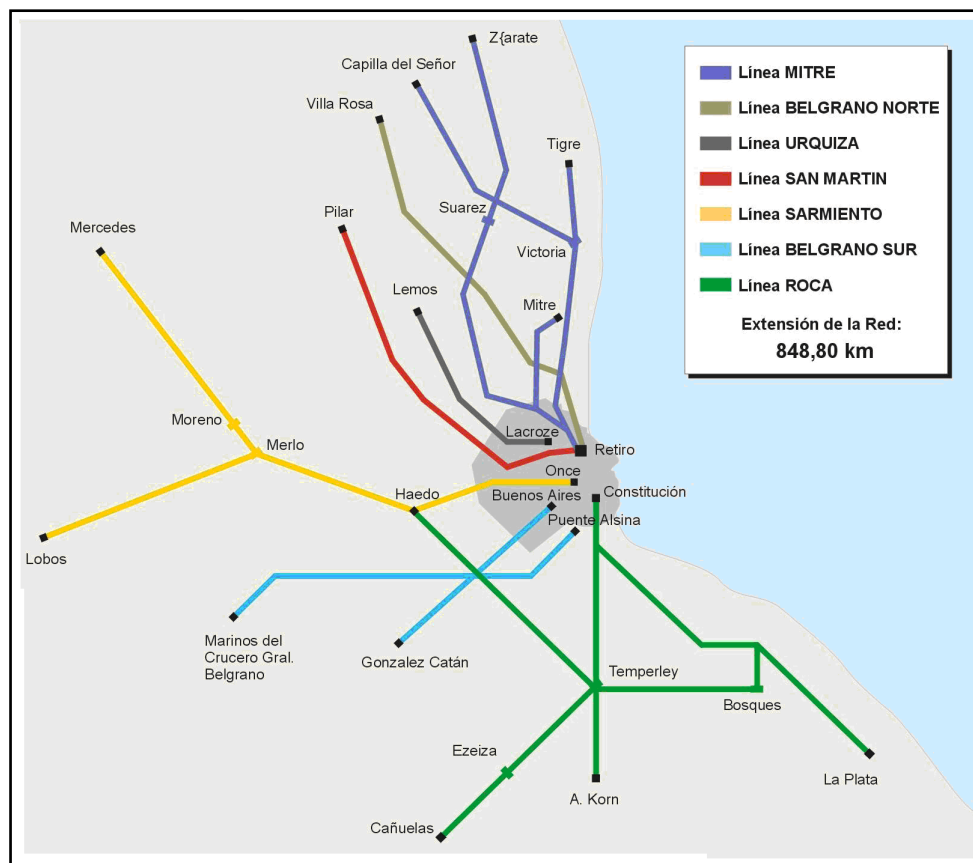 Z{arate
Capilla del Señor
Villa Rosa
Tigre
Suarez
Pilar
Mercedes
Victoria
Lemos
Mitre
Moreno
Merlo
Lacroze
Retiro
Once
Haedo
Buenos Aires
Constitución
Puente Alsina
Lobos
Marinos del
Crucero Gral.
Belgrano
Gonzalez Catán
Temperley
Bosques
Ezeiza
La Plata
A. Korn
Cañuelas
Línea MITRE
Línea BELGRANO NORTE
Línea URQUIZA
Línea SAN MARTIN
Línea SARMIENTO
Línea BELGRANO SUR
Línea ROCA
Extensión de la Red:
848,80 km